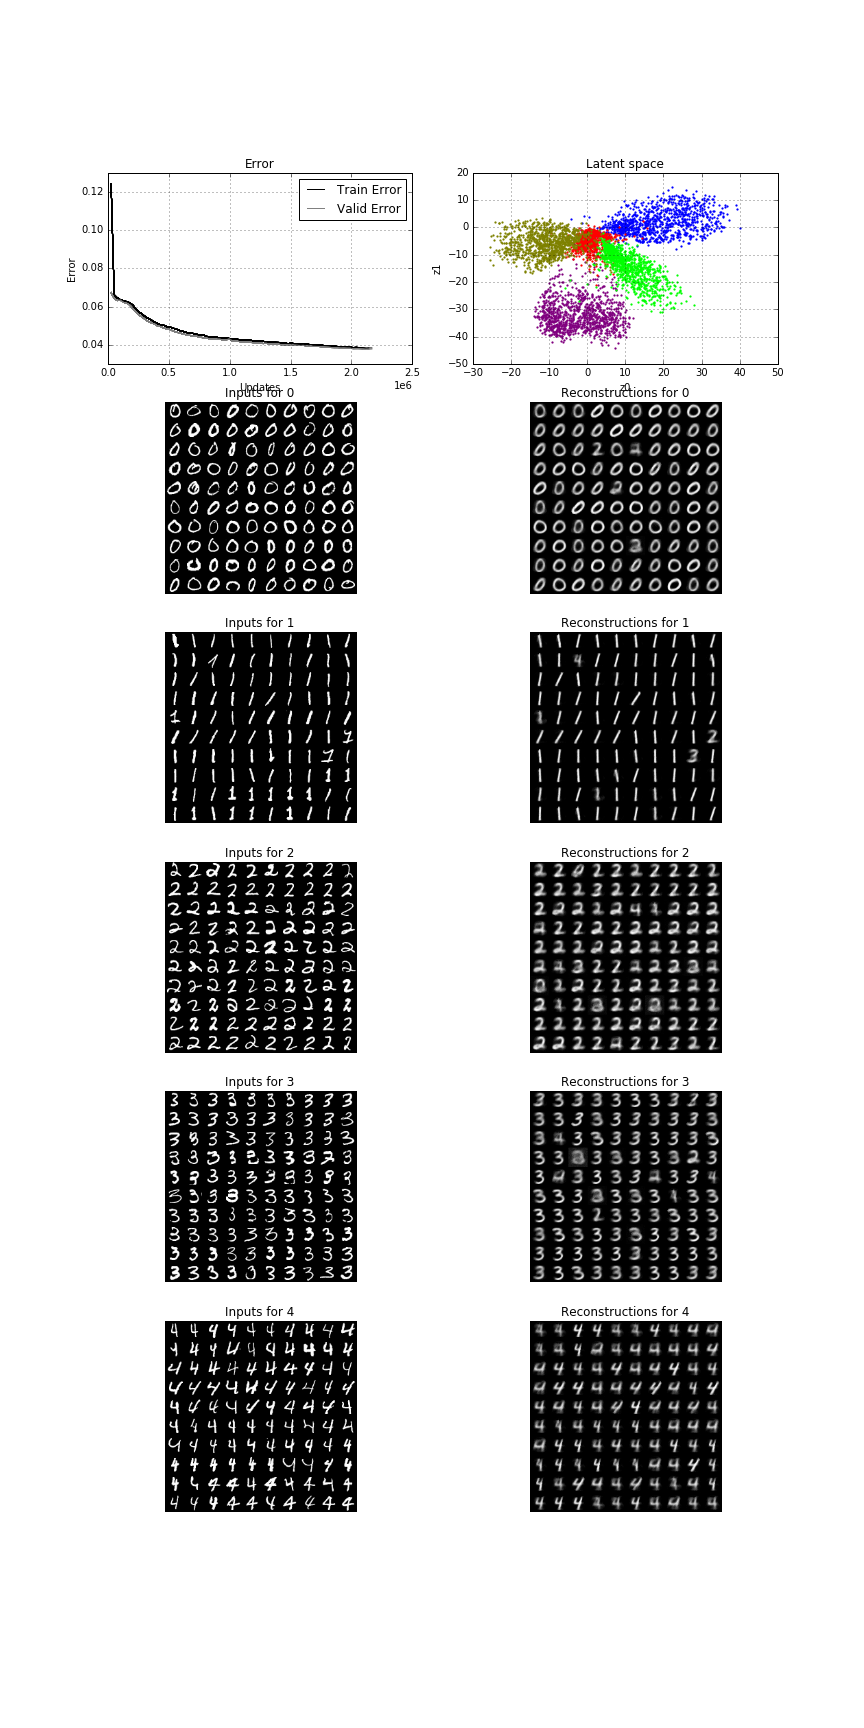 Error
Train Error
Valid Error
0.12
0.10
0.08
0.06
0.04
Error
0.0 0.5 1.0 1.5 2.0 2.5
1e6
Updates
Latent space
20
10
0
−10
−20
−30
−40
−50
z1
−30 −20 −10 0 10 20 30 40 50
z0
Inputs for 0
Reconstructions for 0
Inputs for 1
Reconstructions for 1
Inputs for 2
Reconstructions for 2
Inputs for 3
Reconstructions for 3
Inputs for 4
Reconstructions for 4